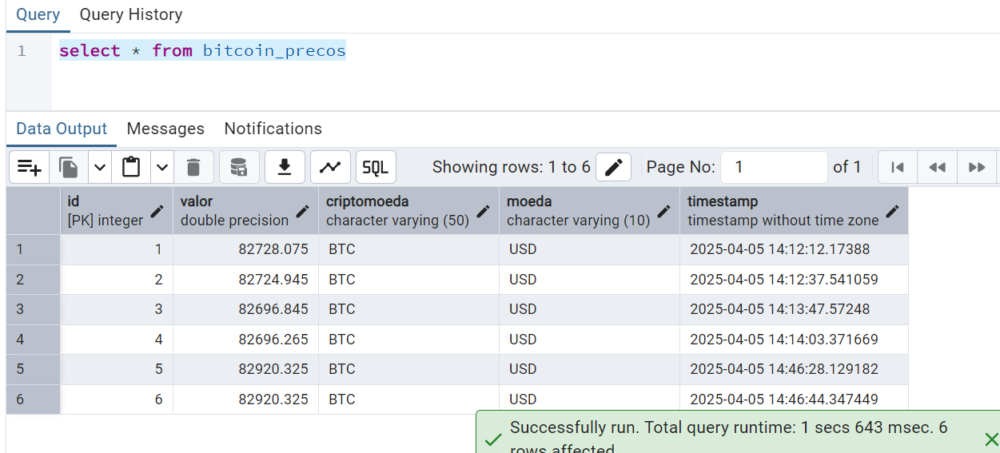 Query Query History
1 select * from bitcoin_precos
Data Output Messages Notifications
SQL Showing rows: 1 to 6 Page No: 1 of 1
id valor criptomoeda moeda timestamp
[PK] integer double precision character varying (50) character varying (10) timestamp without time zone
1 1 82728.075 BTC USD 2025-04-05 14:12:12.17388
2 2 82724.945 BTC USD 2025-04-05 14:12:37.541059
3 3 82696.845 BTC USD 2025-04-05 14:13:47.57248
4 4 82696.265 BTC USD 2025-04-05 14:14:03.371669
5 5 82920.325 BTC USD 2025-04-05 14:46:28.129182
6 6 82920.325 BTC USD 2025-04-05 14:46:44.347449
Successfully run. Total query runtime: 1 secs 643 msec. 6
rows affected